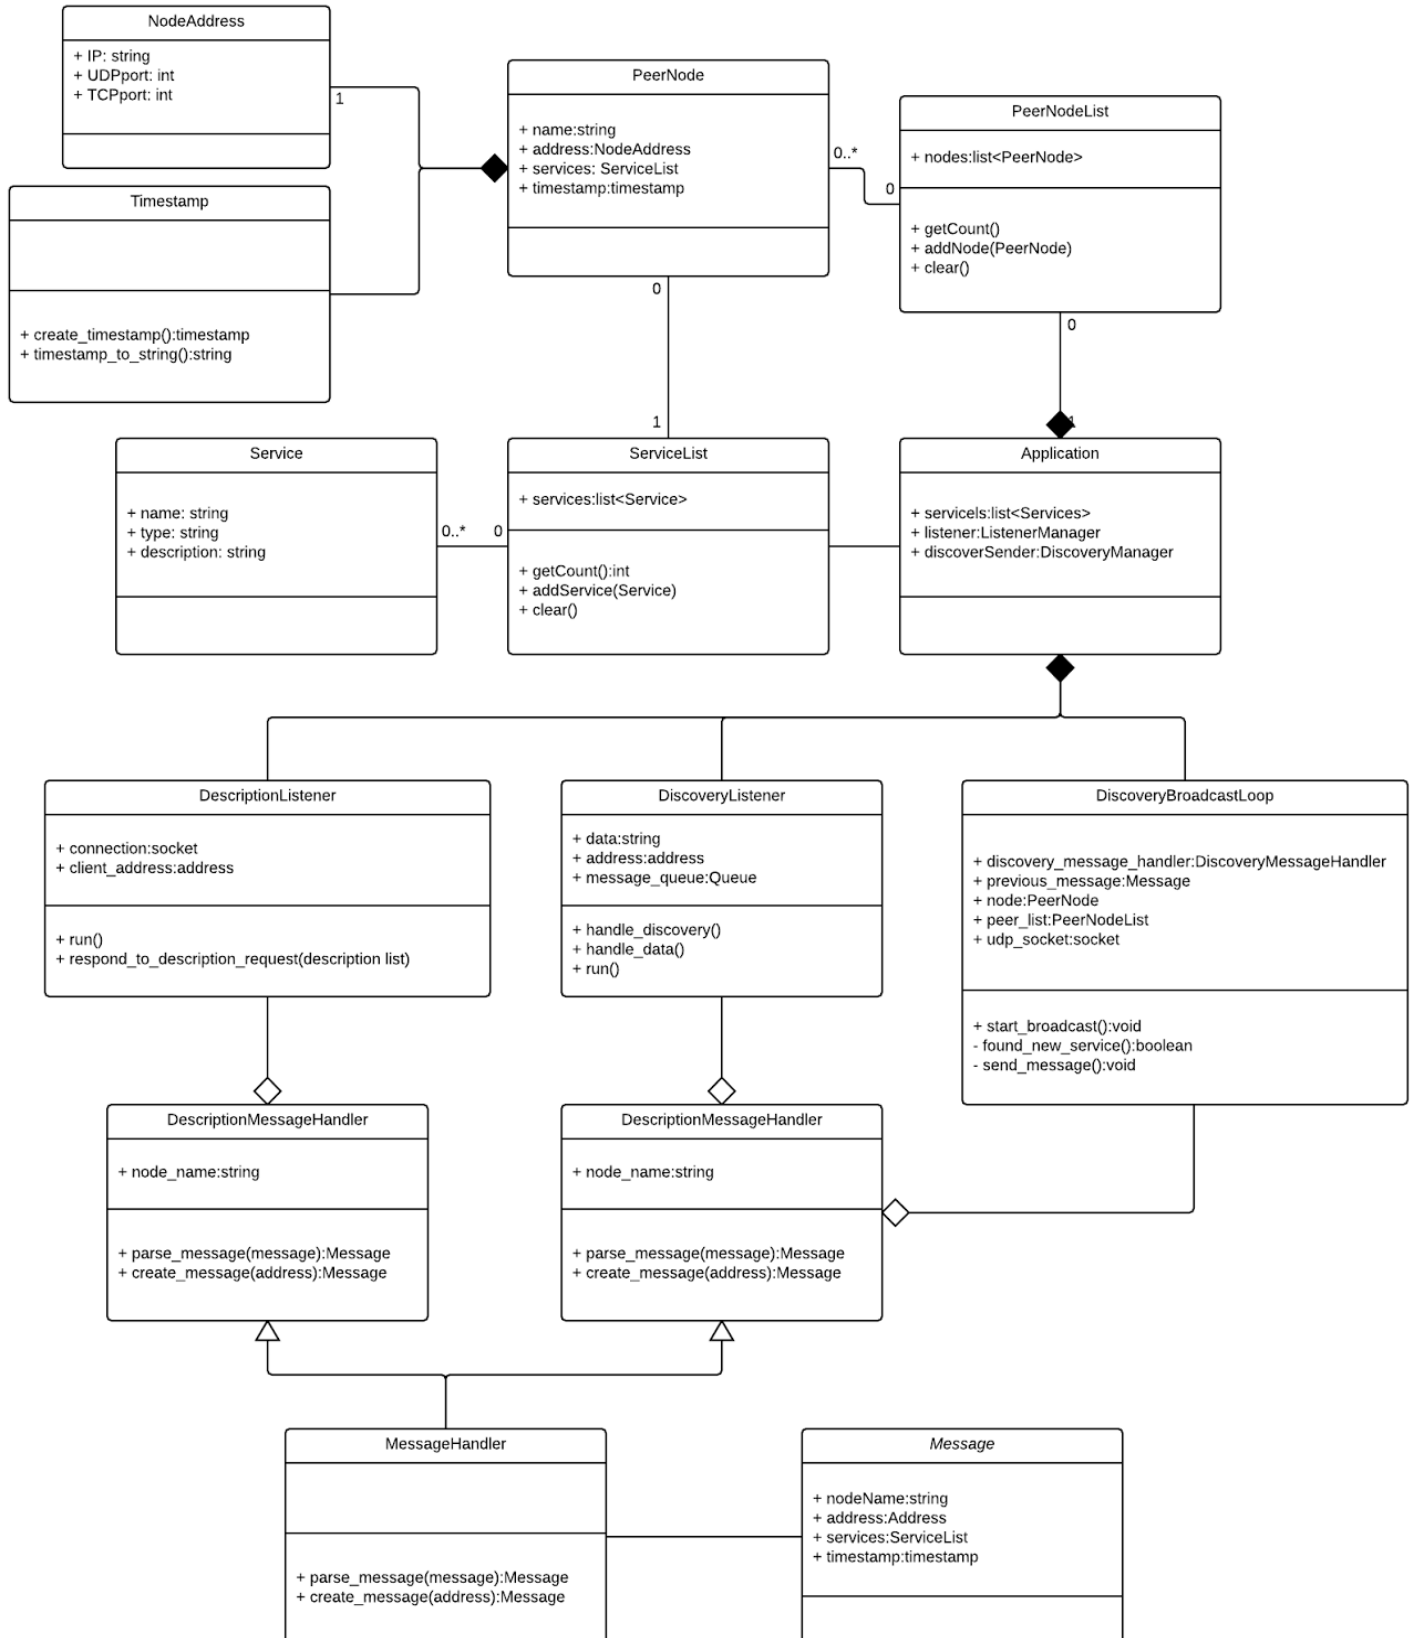 NodeAddress
+ IP: string
+ UDPport: int
+ TCPport: int
1
PeerNode
+ name:string
+ address:NodeAddress
+ services: ServiceList
+ timestamp:timestamp
0..*
0
PeerNodeList
+ nodes:list<PeerNode>
+ getCount()
+ addNode(PeerNode)
+ clear()
Timestamp
+ create_timestamp():timestamp
+ timestamp_to_string():string
0
1
0
Service
+ name: string
+ type: string
+ description: string
0..*
0
ServiceList
+ services:list<Service>
+ getCount():int
+ addService(Service)
+ clear()
Application
+ servicels:list<Services>
+ listener:ListenerManager
+ discoverSender:DiscoveryManager
DescriptionListener
+ connection:socket
+ client_address:address
+ run()
+ respond_to_description_request(description list)
DiscoveryListener
+ data:string
+ address:address
+ message_queue:Queue
+ handle_discovery()
+ handle_data()
+ run()
DiscoveryBroadcastLoop
+ discovery_message_handler:DiscoveryMessageHandler
+ previous_message:Message
+ node:PeerNode
+ peer_list:PeerNodeList
+ udp_socket:socket
+ start_broadcast():void
- found_new_service():boolean
- send_message():void
DescriptionMessageHandler
+ node_name:string
+ parse_message(message):Message
+ create_message(address):Message
DescriptionMessageHandler
+ node_name:string
+ parse_message(message):Message
+ create_message(address):Message
MessageHandler
+ parse_message(message):Message
+ create_message(address):Message
Message
+ nodeName:string
+ address:Address
+ services:ServiceList
+ timestamp:timestamp